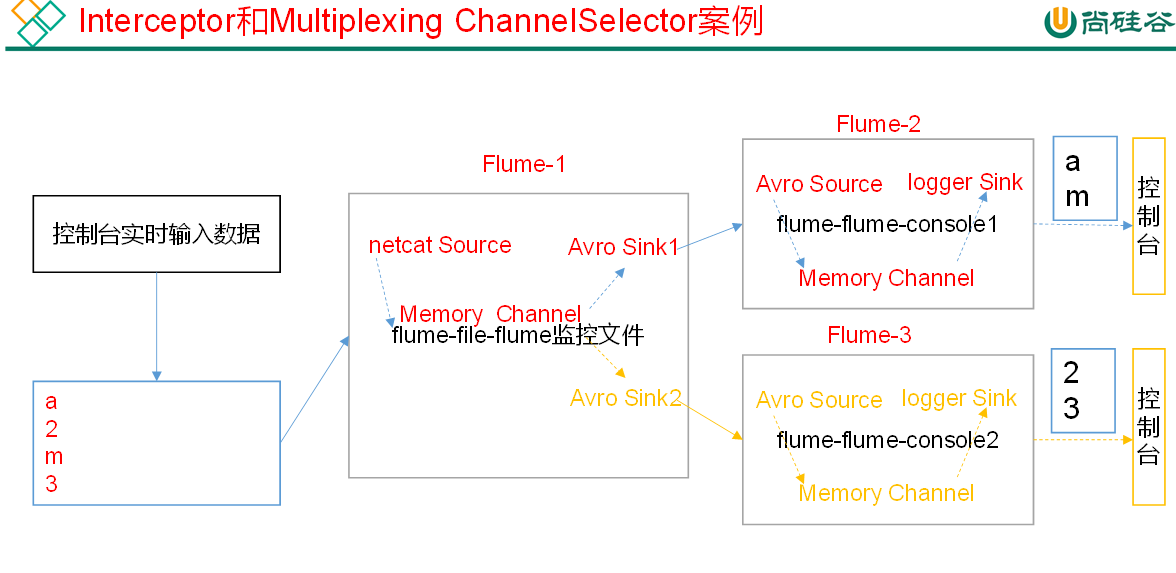 Interceptor和Multiplexing ChannelSelector案例
尚硅谷
控制台实时输入数据
a
2
m
3
Flume-1
netcat Source
Avro Sink1
Memory Channel
flume-file-flume监控文件
Avro Sink2
Flume-2
Avro Source
logger Sink
flume-flume-console1
Memory Channel
a
m
控制台
Flume-3
Avro Source
logger Sink
flume-flume-console2
Memory Channel
2
3
控制台